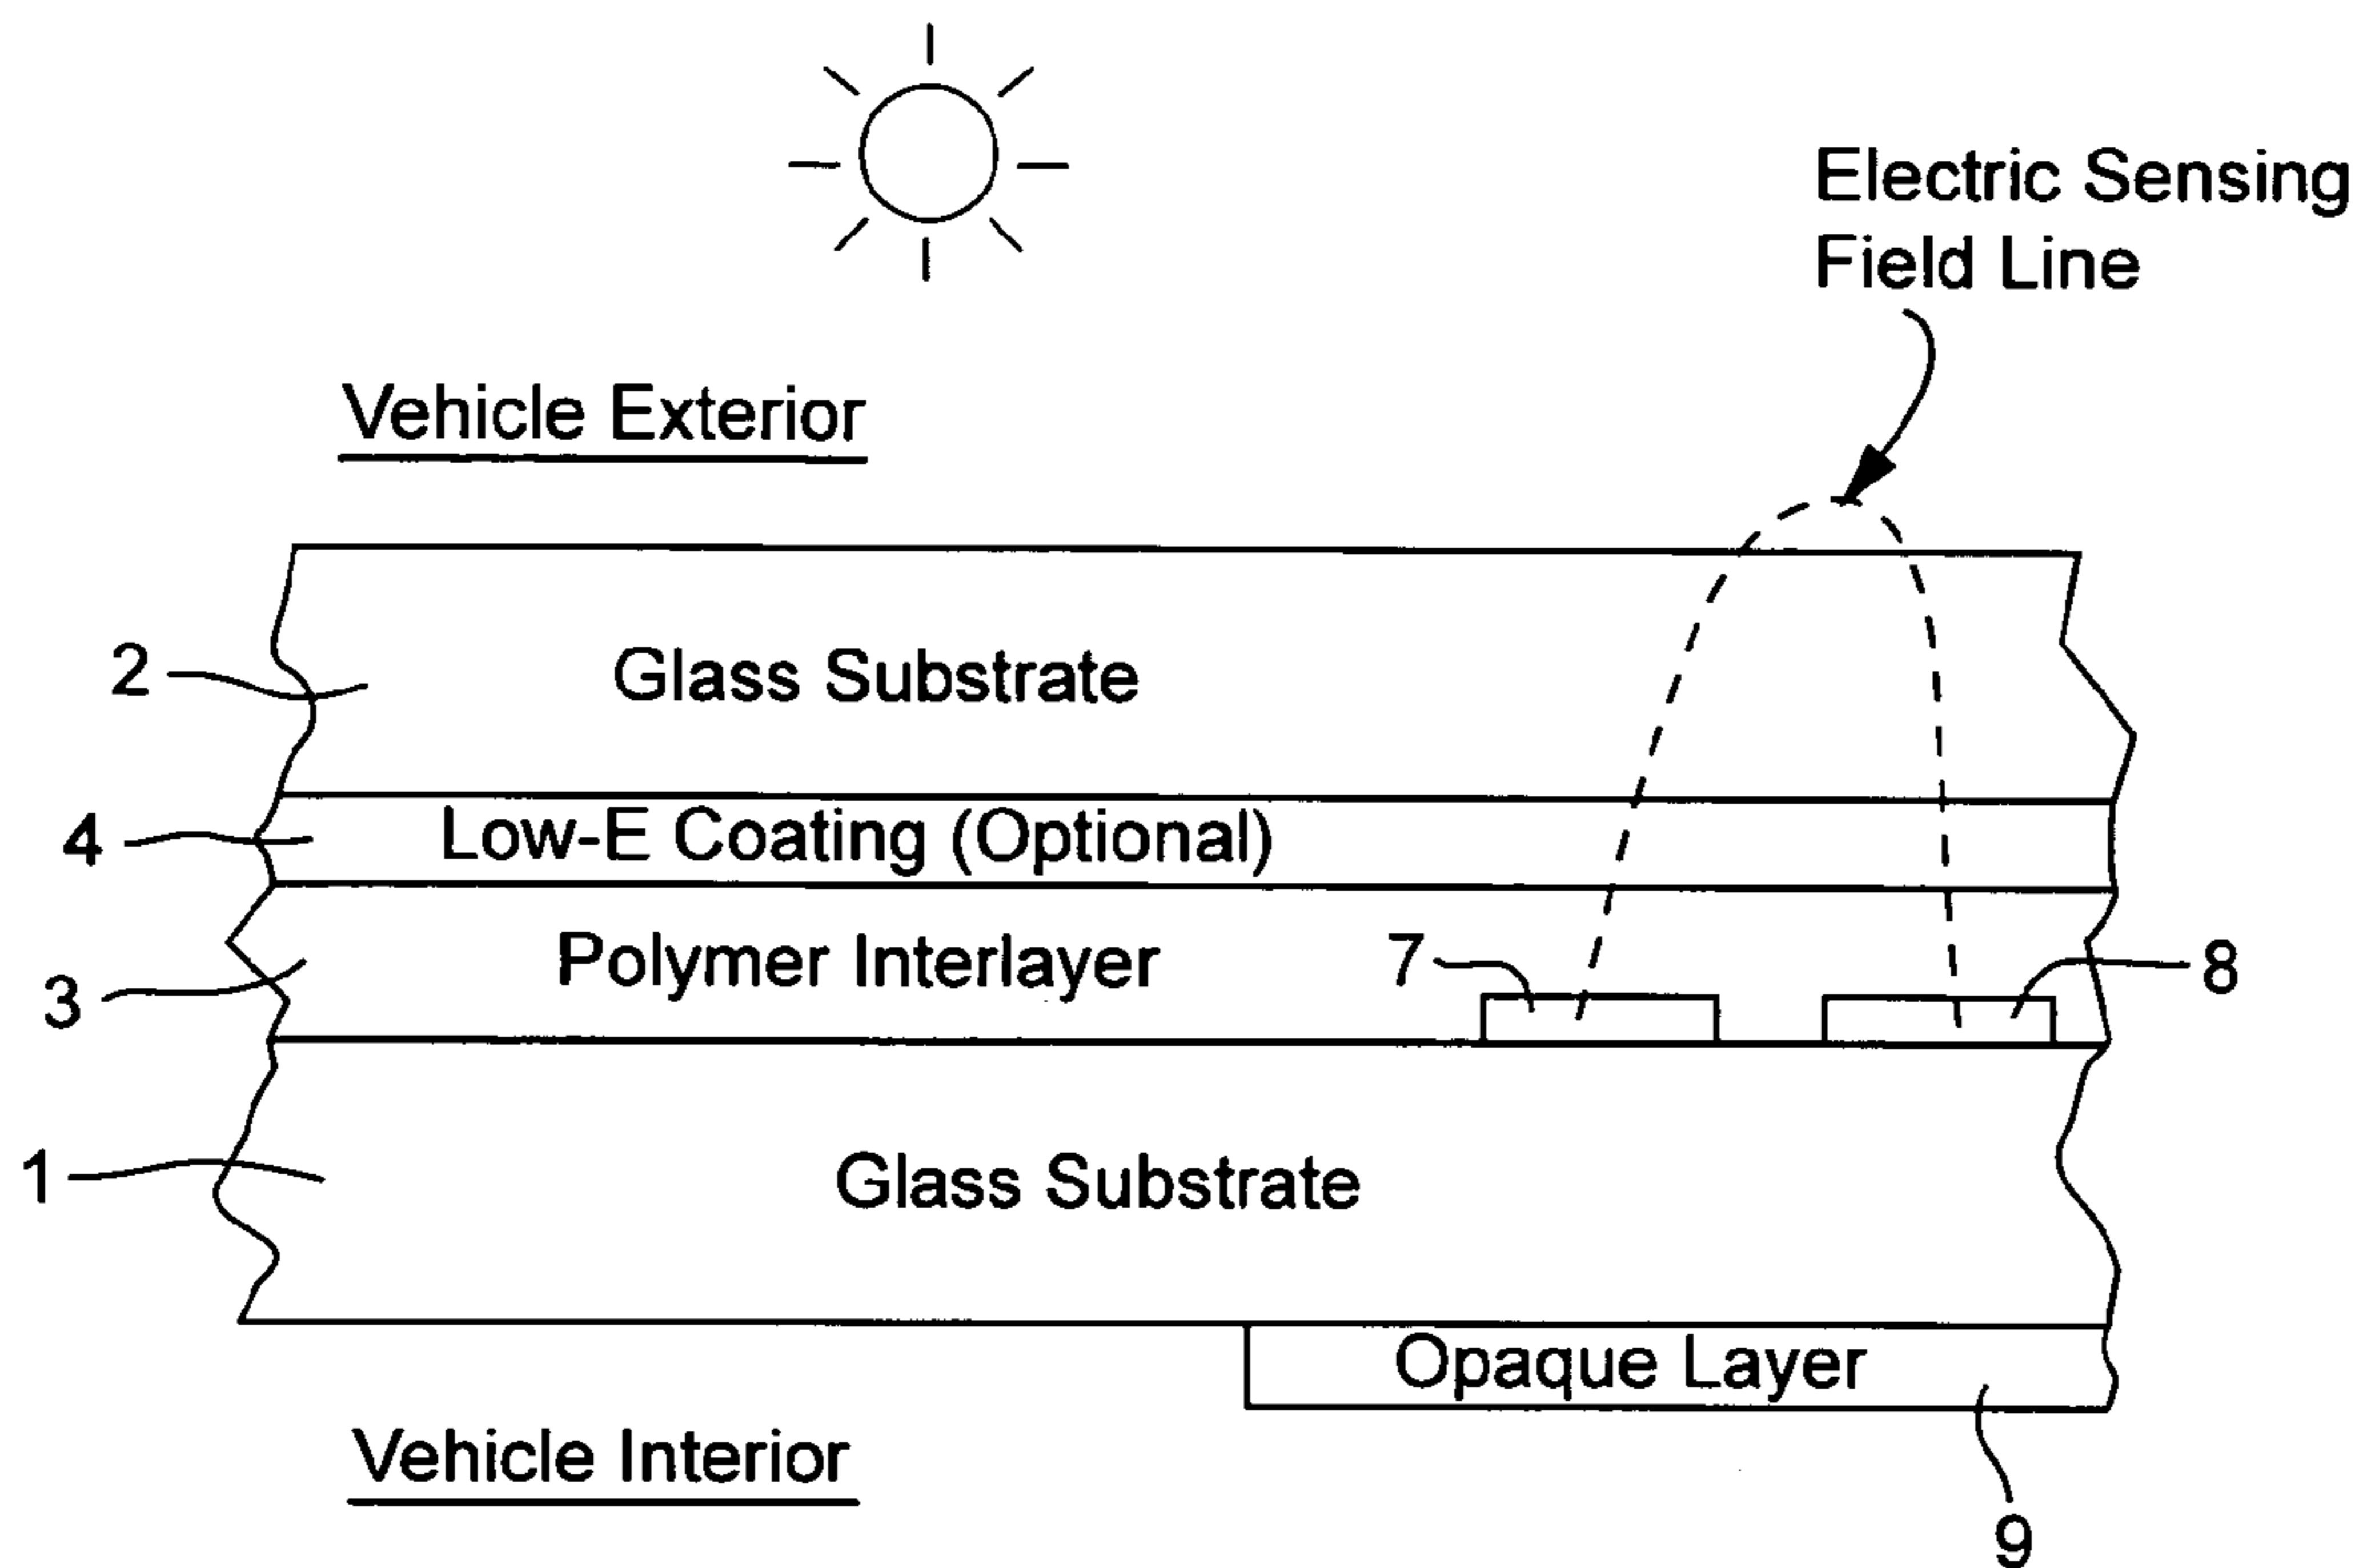 Electric Sensing
Field Line
Vehicle Exterior
2
Glass Substrate
4
Low-E Coating (Optional)
3
Polymer Interlayer
7
8
1
Glass Substrate
Opaque Layer
Vehicle Interior
9